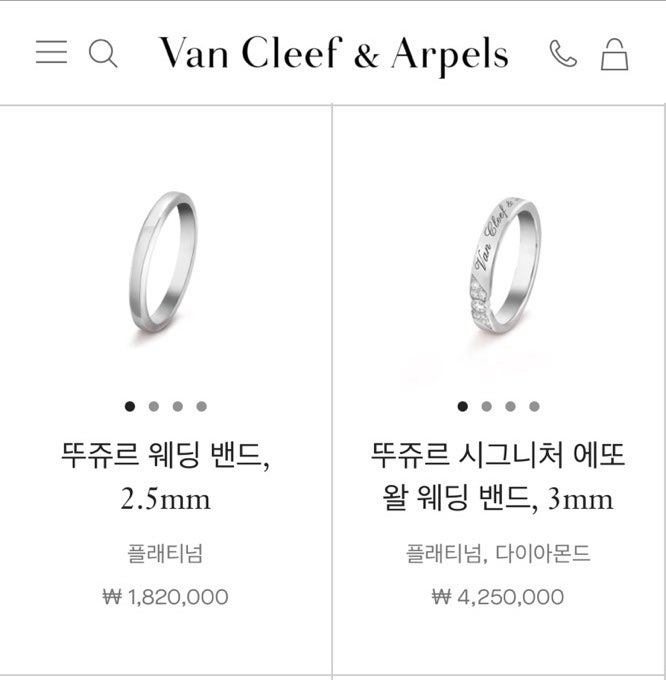 Van Cleef & Arpels
Van Cleef &
뚜쥬르 웨딩 밴드,
2.5mm
플래티넘
₩ 1,820,000
뚜쥬르 시그니처 에또
왈 웨딩 밴드, 3mm
플래티넘, 다이아몬드
₩ 4,250,000